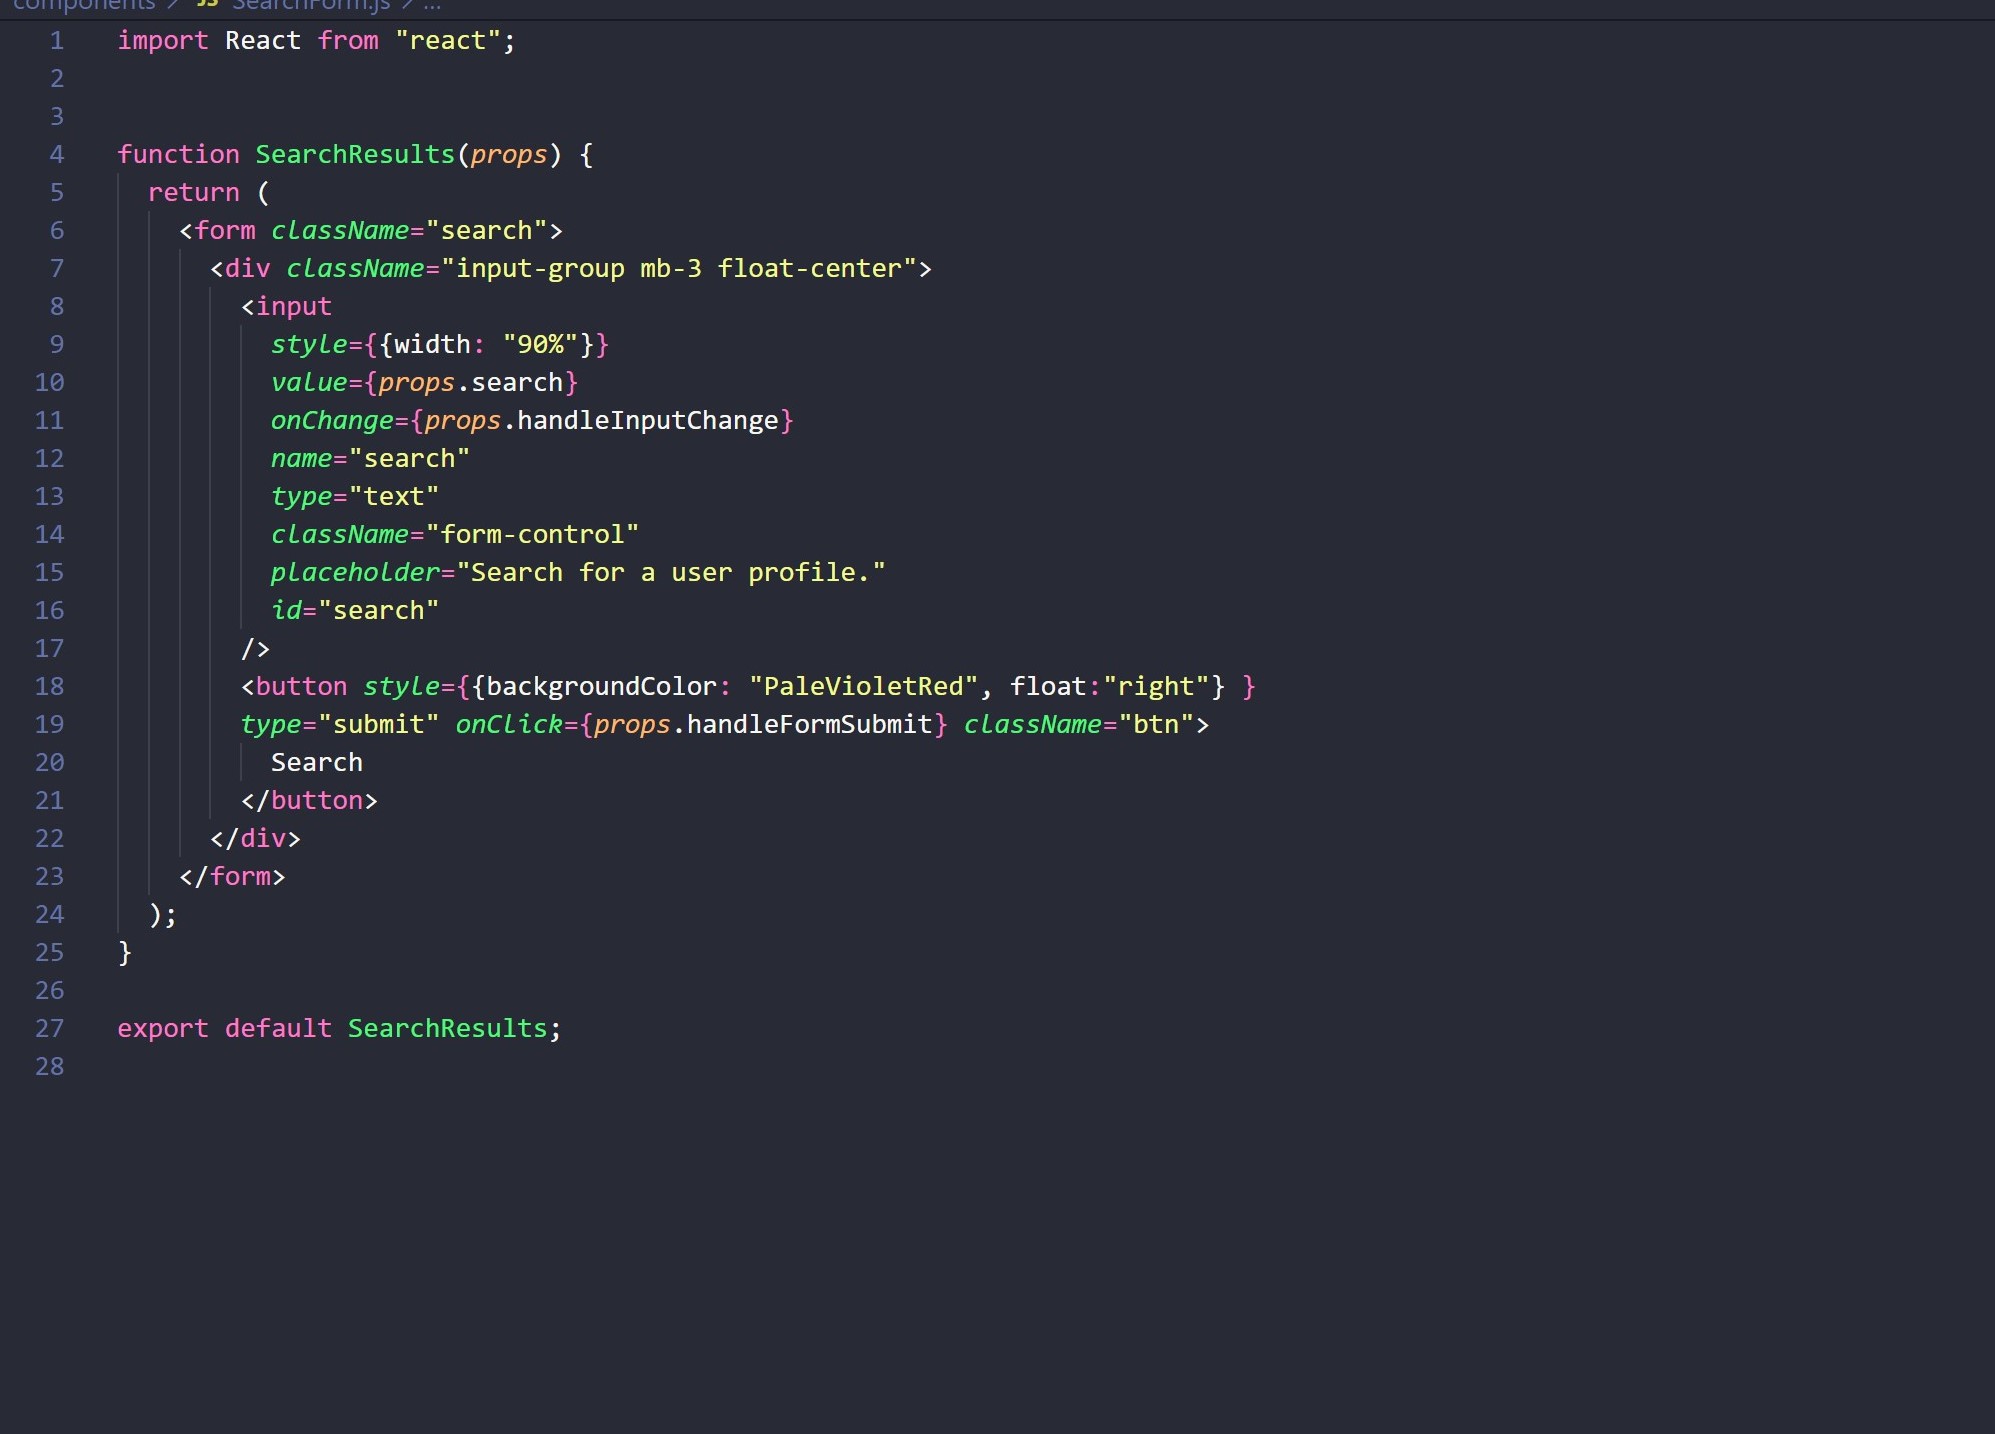 components > JS SearchForm.js > ...
1 import React from "react";
2
3
4 function SearchResults(props) {
5   return (
6     <form className="search">
7       <div className="input-group mb-3 float-center">
8         <input
9           style={{width: "90%"}}
10           value={props.search}
11           onChange={props.handleInputChange}
12           name="search"
13           type="text"
14           className="form-control"
15           placeholder="Search for a user profile."
16           id="search"
17         />
18         <button style={{backgroundColor: "PaleVioletRed", float:"right"} }
19         type="submit" onClick={props.handleFormSubmit} className="btn">
20           Search
21         </button>
22       </div>
23     </form>
24   );
25 }
26
27 export default SearchResults;
28